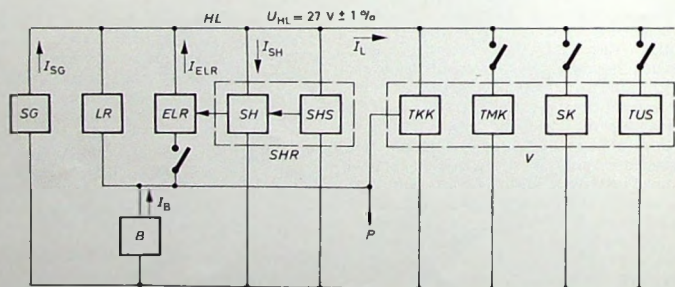 HL U_HL = 27 V ± 1 %
I_SG
I_ELR
I_SH
I_L
SG
LR
ELR
SH
SHS
TKK
TMK
SK
TUS
SHR
V
I_B
B
P